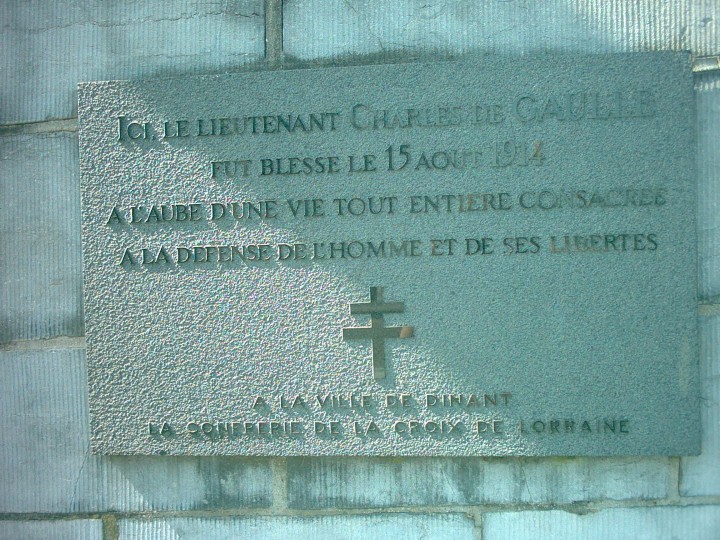 ICI, LE LIEUTENANT CHARLES DE GAULLE
FUT BLESSE LE 15 AOUT 1914
A L'AUBE D'UNE VIE TOUT ENTIERE CONSACREE
A LA DEFENSE DE L'HOMME ET DE SES LIBERTES
A LA VILLE DE DINANT
LA CONFRERIE DE LA CROIX DE LORRAINE